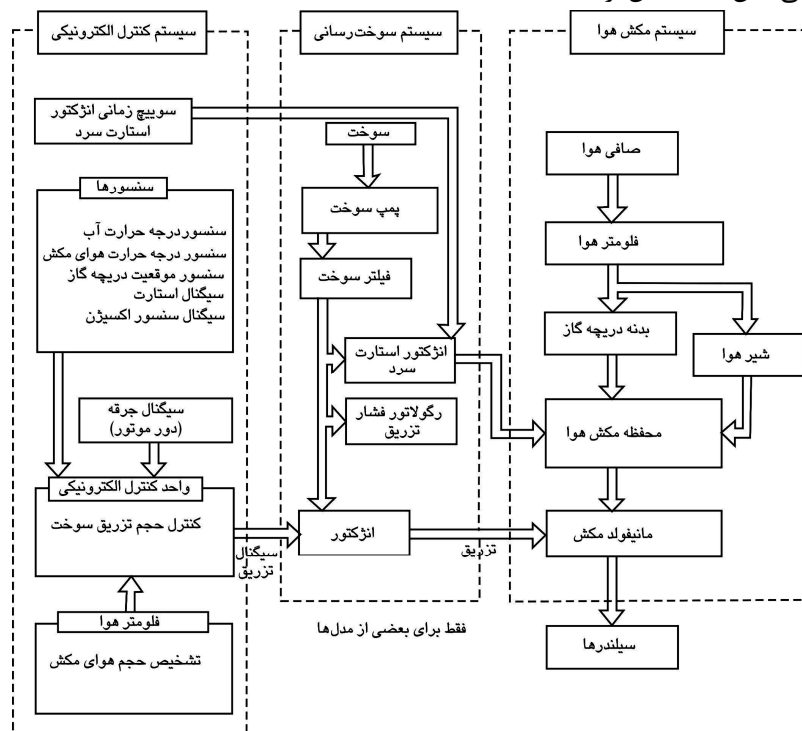 سیستم مکش هوا
صافی هوا
فلومتر هوا
بدنه دریچه گاز
شیر هوا
محفظه مکش هوا
مانیفولد مکش
سیلندرها
سیستم سوخت‌رسانی
سوخت
پمپ سوخت
فیلتر سوخت
انژکتور استارت
سرد
رگولاتور فشار
تزریق
انژکتور
تزریق
فقط برای بعضی از مدل‌ها
سیستم کنترل الکترونیکی
سوییچ زمانی انژکتور
استارت سرد
سنسورها
سنسوردرجه حرارت آب
سنسور درجه حرارت هوای مکش
سنسور موقعیت دریچه گاز
سیگنال استارت
سیگنال سنسور اکسیژن
سیگنال جرقه
(دور موتور)
واحد کنترل الکترونیکی
کنترل حجم تزریق سوخت
سیگنال
تزریق
فلومتر هوا
تشخیص حجم هوای مکش